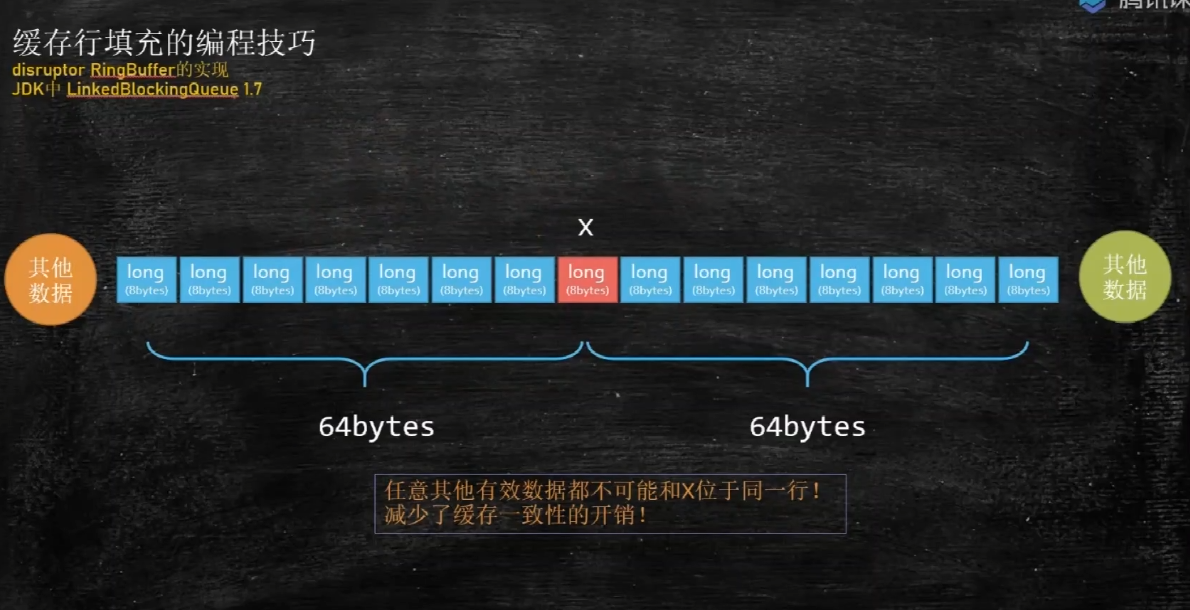 腾讯课
缓存行填充的编程技巧
disruptor RingBuffer的实现
JDK中 LinkedBlockingQueue 1.7
X
其他
数据
long long long long long long long long long long long long long long long
(8bytes) (8bytes) (8bytes) (8bytes) (8bytes) (8bytes) (8bytes) (8bytes) (8bytes) (8bytes) (8bytes) (8bytes) (8bytes) (8bytes) (8bytes)
其他
数据
64bytes 64bytes
任意其他有效数据都不可能和X位于同一行!
减少了缓存一致性的开销!